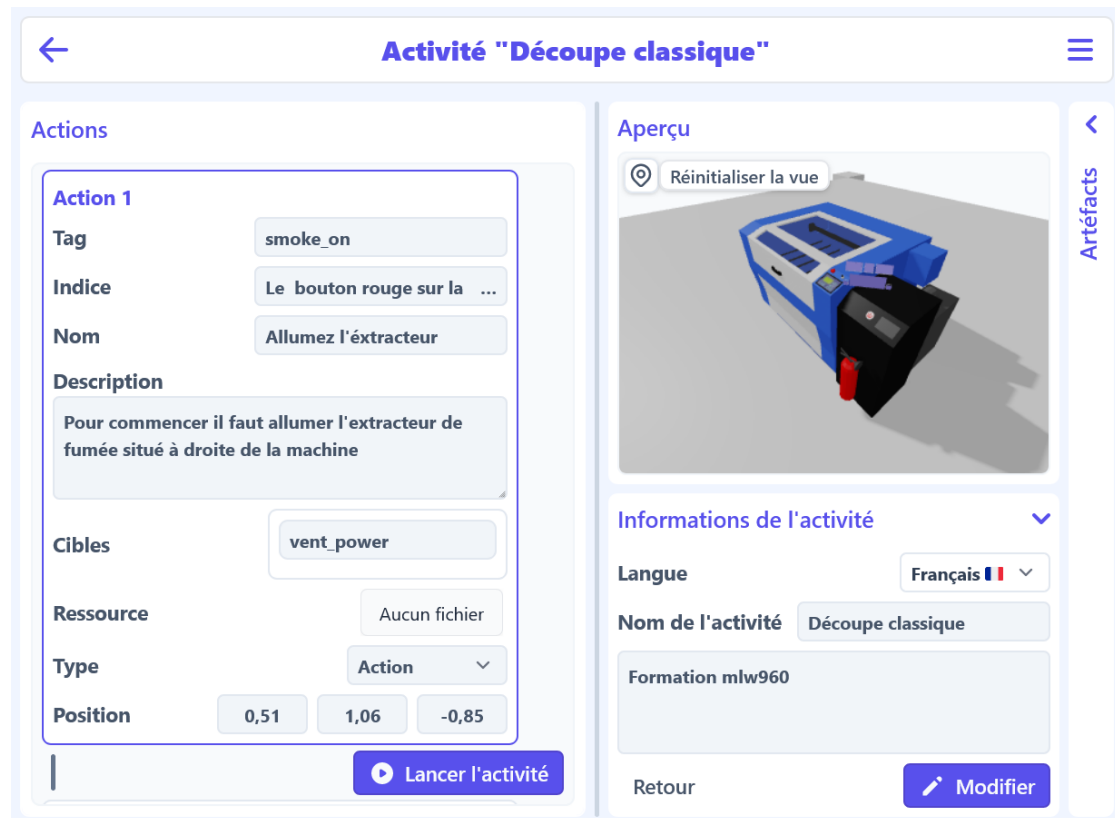 Activité "Découpe classique"
Actions
Action 1
Tag
smoke_on
Indice
Le  bouton rouge sur la ...
Nom
Allumez l'éxtracteur
Description
Pour commencer il faut allumer l'extracteur de
fumée situé à droite de la machine
Cibles
vent_power
Ressource
Aucun fichier
Type
Action
Position
0,51
1,06
-0,85
Lancer l'activité
Aperçu
Réinitialiser la vue
Informations de l'activité
Langue
Français
Nom de l'activité
Découpe classique
Formation mlw960
Retour
Modifier
Artéfacts